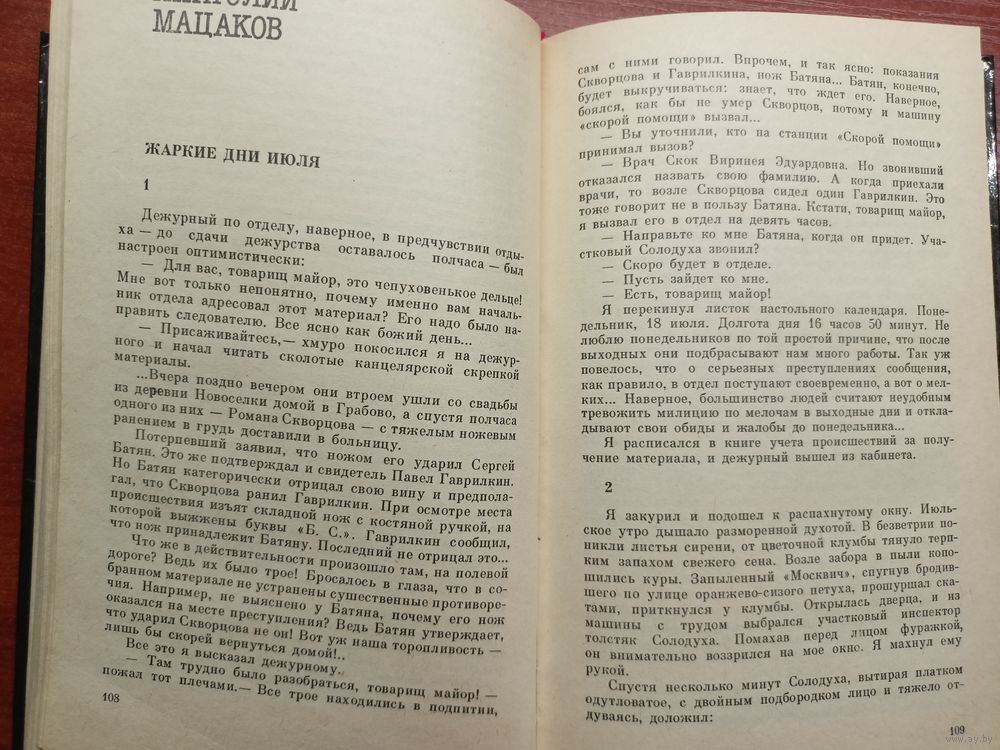 АНАТОЛИЙ
МАЦАКОВ
ЖАРКИЕ ДНИ ИЮЛЯ
1
Дежурный по отделу, наверное, в предчувствии отды-
ха — до сдачи дежурства оставалось полчаса — был
настроен оптимистически:
— Для вас, товарищ майор, это чепуховенькое дельце!
Мне вот только непонятно, почему именно вам началь-
ник отдела адресовал этот материал? Его надо было на-
править следователю. Все ясно как божий день...
— Присаживайтесь,— хмуро покосился я на дежур-
ного и начал читать сколотые канцелярской скрепкой
материалы.
...Вчера поздно вечером они втроем ушли со свадьбы
из деревни Новоселки домой в Грабово, а спустя полчаса
одного из них — Романа Скворцова — с тяжелым ножевым
ранением в грудь доставили в больницу.
Потерпевший заявил, что ножом его ударил Сергей
Батян. Это же подтверждал и свидетель Павел Гаврилкин.
Но Батян категорически отрицал свою вину и предпола-
гал, что Скворцова ранил Гаврилкин. При осмотре места
происшествия изъят складной нож с костяной ручкой, на
которой выжжены буквы «Б. С.». Гаврилкин сообщил,
что нож принадлежит Батяну. Последний не отрицал это...
Что же в действительности произошло там, на полевой
дороге? Ведь их было трое! Бросалось в глаза, что в со-
бранном материале не устранены существенные противоре-
чия. Например, не выяснено у Батяна, почему его нож
оказался на месте преступления? Ведь Батян утверждает,
что ударил Скворцова не он! Вот уж наша торопливость —
лишь бы скорей вернуться домой!..
Все это я высказал дежурному.
— Там трудно было разобраться, товарищ майор! —
пожал тот плечами.— Все трое находились в подпитии,
108
сам с ними говорил. Впрочем, и так ясно: показания
Скворцова и Гаврилкина, нож Батяна... Батян, конечно,
будет выкручиваться: знает, что ждет его. Наверное,
боялся, как бы не умер Скворцов, потому и машину
«скорой помощи» вызвал...
— Вы уточнили, кто на станции «Скорой помощи»
принимал вызов?
— Врач Скок Виринея Эдуардовна. Но звонивший
отказался назвать свою фамилию. А когда приехали
врачи, то возле Скворцова сидел один Гаврилкин. Это
тоже говорит не в пользу Батяна. Кстати, товарищ майор,
я вызвал его в отдел на девять часов.
— Направьте ко мне Батяна, когда он придет. Уча-
стковый Солодуха звонил?
— Скоро будет в отделе.
— Пусть зайдет ко мне.
— Есть, товарищ майор!
Я перекинул листок настольного календаря. Поне-
дельник, 18 июля. Долгота дня 16 часов 50 минут. Не
люблю понедельников по той простой причине, что после
выходных они подбрасывают нам много работы. Так уж
повелось, что о серьезных преступлениях сообщения,
как правило, в отдел поступают своевременно, а вот о мел-
ких... Наверное, большинство людей считают неудобным
тревожить милицию по мелочам в выходные дни и откла-
дывают свои обиды и жалобы до понедельника...
Я расписался в книге учета происшествий за полу-
чение материала, и дежурный вышел из кабинета.
2
Я закурил и подошел к распахнутому окну. Июль-
ское утро дышало разморенной духотой. В безветрии по-
никли листья сирени, от цветочной клумбы тянуло терп-
ким запахом свежего сена. Возле забора в пыли копо-
шились куры. Запыленный «Москвич», спугнув бродив-
шего по улице оранжево-сизого петуха, прошуршал ска-
тами, приткнулся у клумбы. Открылась дверца, и из
машины с трудом выбрался участковый инспектор
толстяк Солодуха. Помахав перед лицом фуражкой,
он внимательно воззрился на мое окно. Я махнул ему
рукой.
Спустя несколько минут Солодуха, вытирая платком
одутловатое, с двойным подбородком лицо и тяжело от-
дуваясь, доложил:
109
www.ay.by